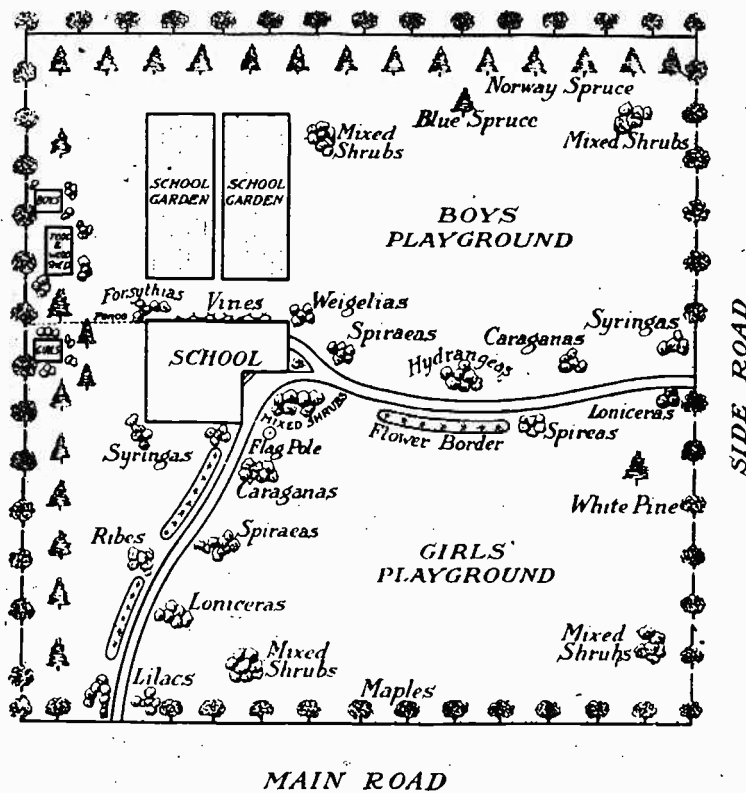 Norway Spruce
Blue Spruce
Mixed
Shrubs
Mixed Shrubs
SCHOOL
GARDEN
SCHOOL
GARDEN
BOYS
BOYS
PLAYGROUND
Forsythias
Vines
Weigelias
Fence
GIRLS
SCHOOL
Spiraeas
Caraganas
Syringas
Hydrangeas
SIDE ROAD
MIXED SHRUBS
Loniceras
Flower Border
Spireas
Syringas
Flag Pole
Caraganas
White Pine
Ribes
Spiraeas
GIRLS'
PLAYGROUND
Loniceras
Mixed
Shrubs
Mixed
Shrubs
Lilacs
Maples
MAIN ROAD